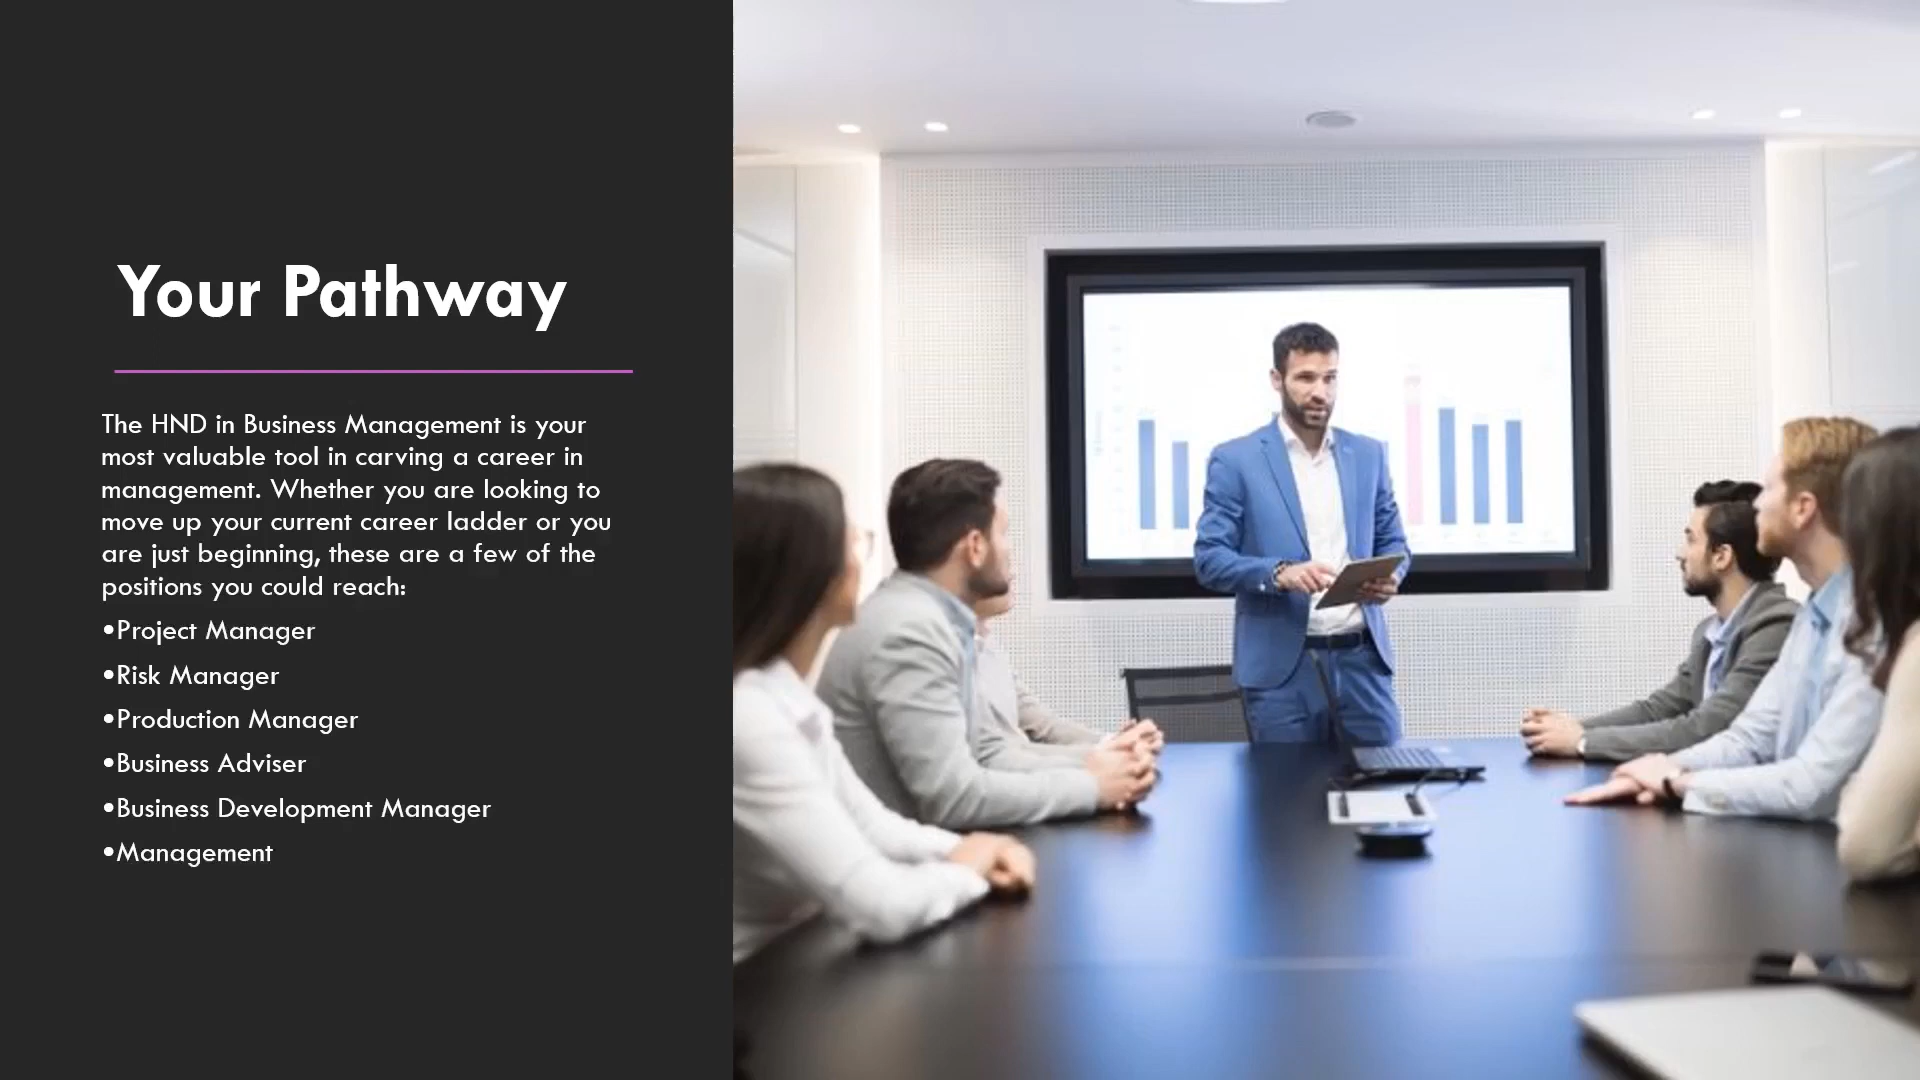 Your Pathway
The HND in Business Management is your
most valuable tool in carving a career in
management. Whether you are looking to
move up your current career ladder or you
are just beginning, these are a few of the
positions you could reach:
•Project Manager
•Risk Manager
•Production Manager
•Business Adviser
•Business Development Manager
•Management